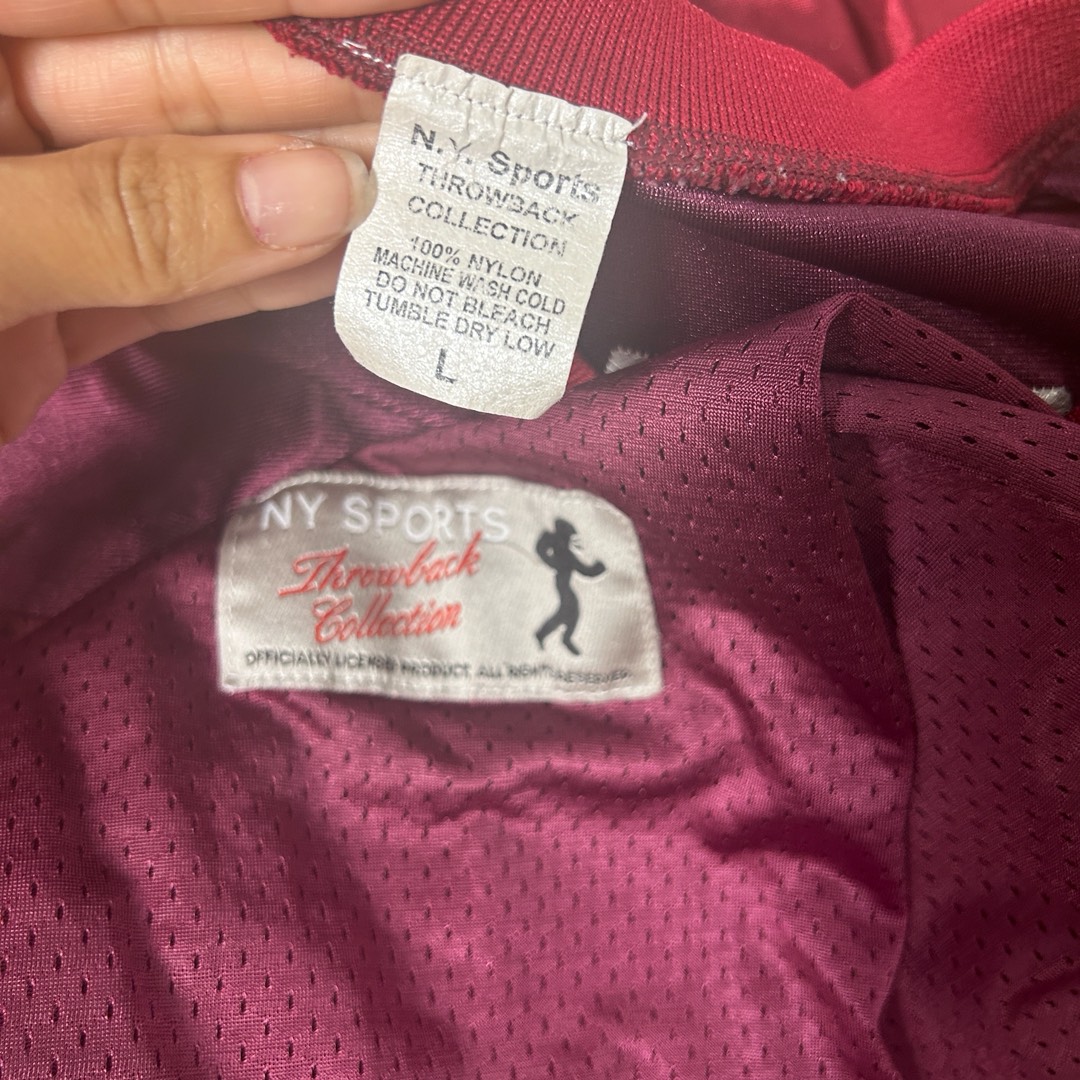 N.Y. Sports
THROWBACK
COLLECTION
100% NYLON
MACHINE WASH COLD
DO NOT BLEACH
TUMBLE DRY LOW
L
NY SPORTS
Throwback
Collection
OFFICIALLY LICENSED PRODUCT. ALL RIGHTS RESERVED.